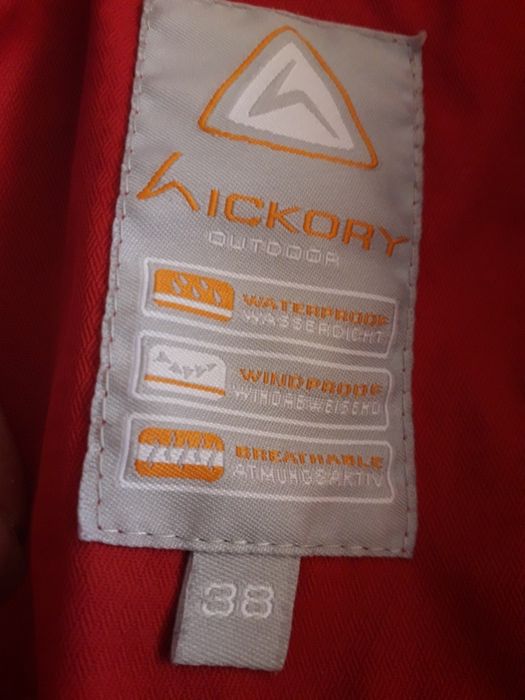 HICKORY
OUTDOOR
WATERPROOF
WASSERDICHT
WINDPROOF
WINDABWEISEND
BREATHABLE
ATMUNGSAKTIV
38